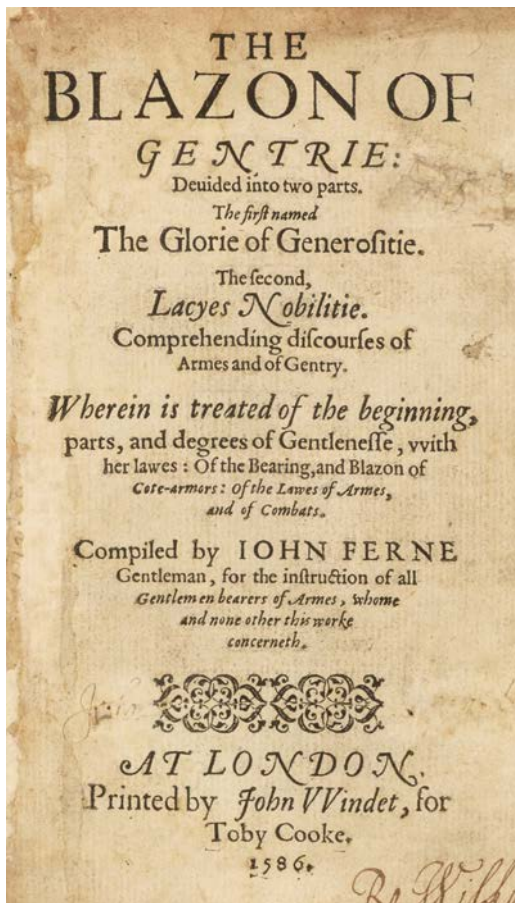 THE
BLAZON OF
GENTRIE:
Deuided into two parts.
The firſt named
The Glorie of Generoſitie.
The ſecond,
Lacyes Nobilitie.
Comprehending diſcourſes of
Armes and of Gentry.
Wherein is treated of the beginning,
parts, and degrees of Gentleneſſe, vvith
her lawes: Of the Bearing, and Blazon of
Cote-armors: Of the Lawes of Armes,
and of Combats.
Compiled by IOHN FERNE
Gentleman, for the inſtruction of all
Gentlemen bearers of Armes, whome
and none other this worke
concerneth.
AT LONDON,
Printed by John VVindet, for
Toby Cooke.
1586.